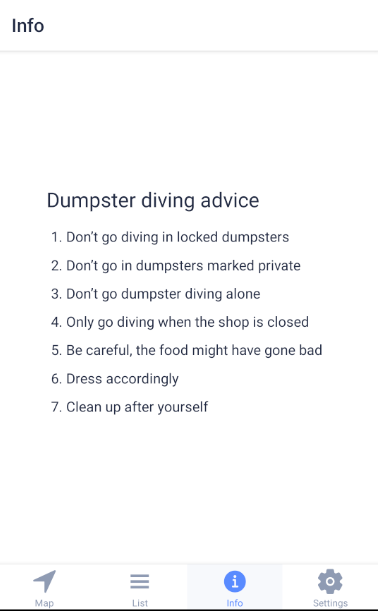 Info
Dumpster diving advice
1. Don't go diving in locked dumpsters
2. Don't go in dumpsters marked private
3. Don't go dumpster diving alone
4. Only go diving when the shop is closed
5. Be careful, the food might have gone bad
6. Dress accordingly
7. Clean up after yourself
Map List Info Settings